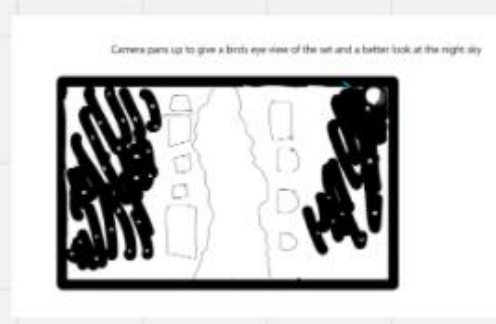 Camera pans up to give a birds eye view of the set and a better look at the night sky